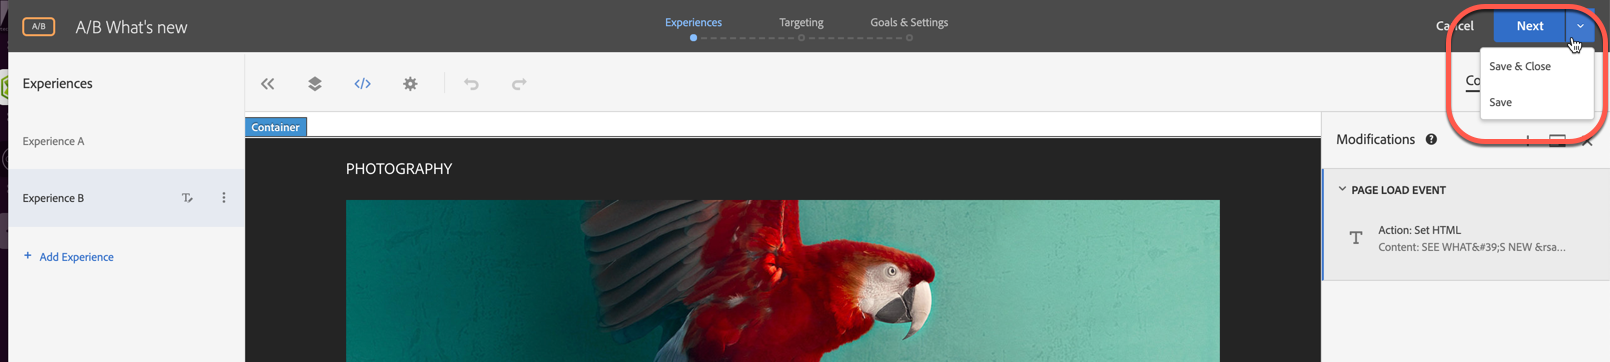 A/B
A/B What's new
Experiences
Targeting
Goals & Settings
Cancel
Next
Save & Close
Save
Experiences
Co
Experience A
Container
Modifications
PHOTOGRAPHY
Experience B
PAGE LOAD EVENT
Action: Set HTML
Content: SEE WHAT&#39;S NEW &rsa...
+ Add Experience